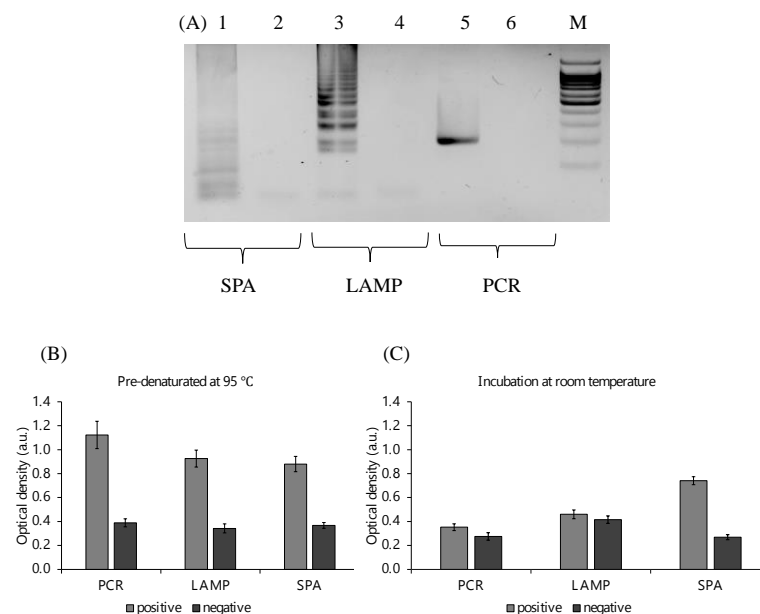 (A) 1 2 3 4 5 6 M
SPA LAMP PCR
(B) (C)
Pre-denaturated at 95 °C
Optical density (a.u.)
1.4
1.2
1.0
0.8
0.6
0.4
0.2
0.0
PCR LAMP SPA
positive negative
Incubation at room temperature
Optical density (a.u.)
1.4
1.2
1.0
0.8
0.6
0.4
0.2
0.0
PCR LAMP SPA
positive negative